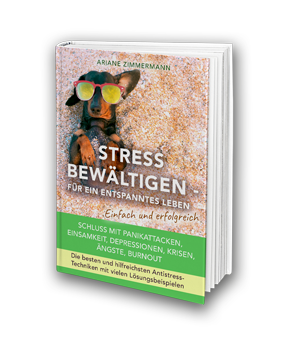 ARIANE ZIMMERMANN
STRESS
BEWÄLTIGEN -
FÜR EIN ENTSPANNTES LEBEN
Einfach und erfolgreich
SCHLUSS MIT PANIKATTACKEN,
EINSAMKEIT, DEPRESSIONEN, KRISEN,
ÄNGSTE, BURNOUT
Die besten und hilfreichsten Antistress-
Techniken mit vielen Lösungsbeispielen